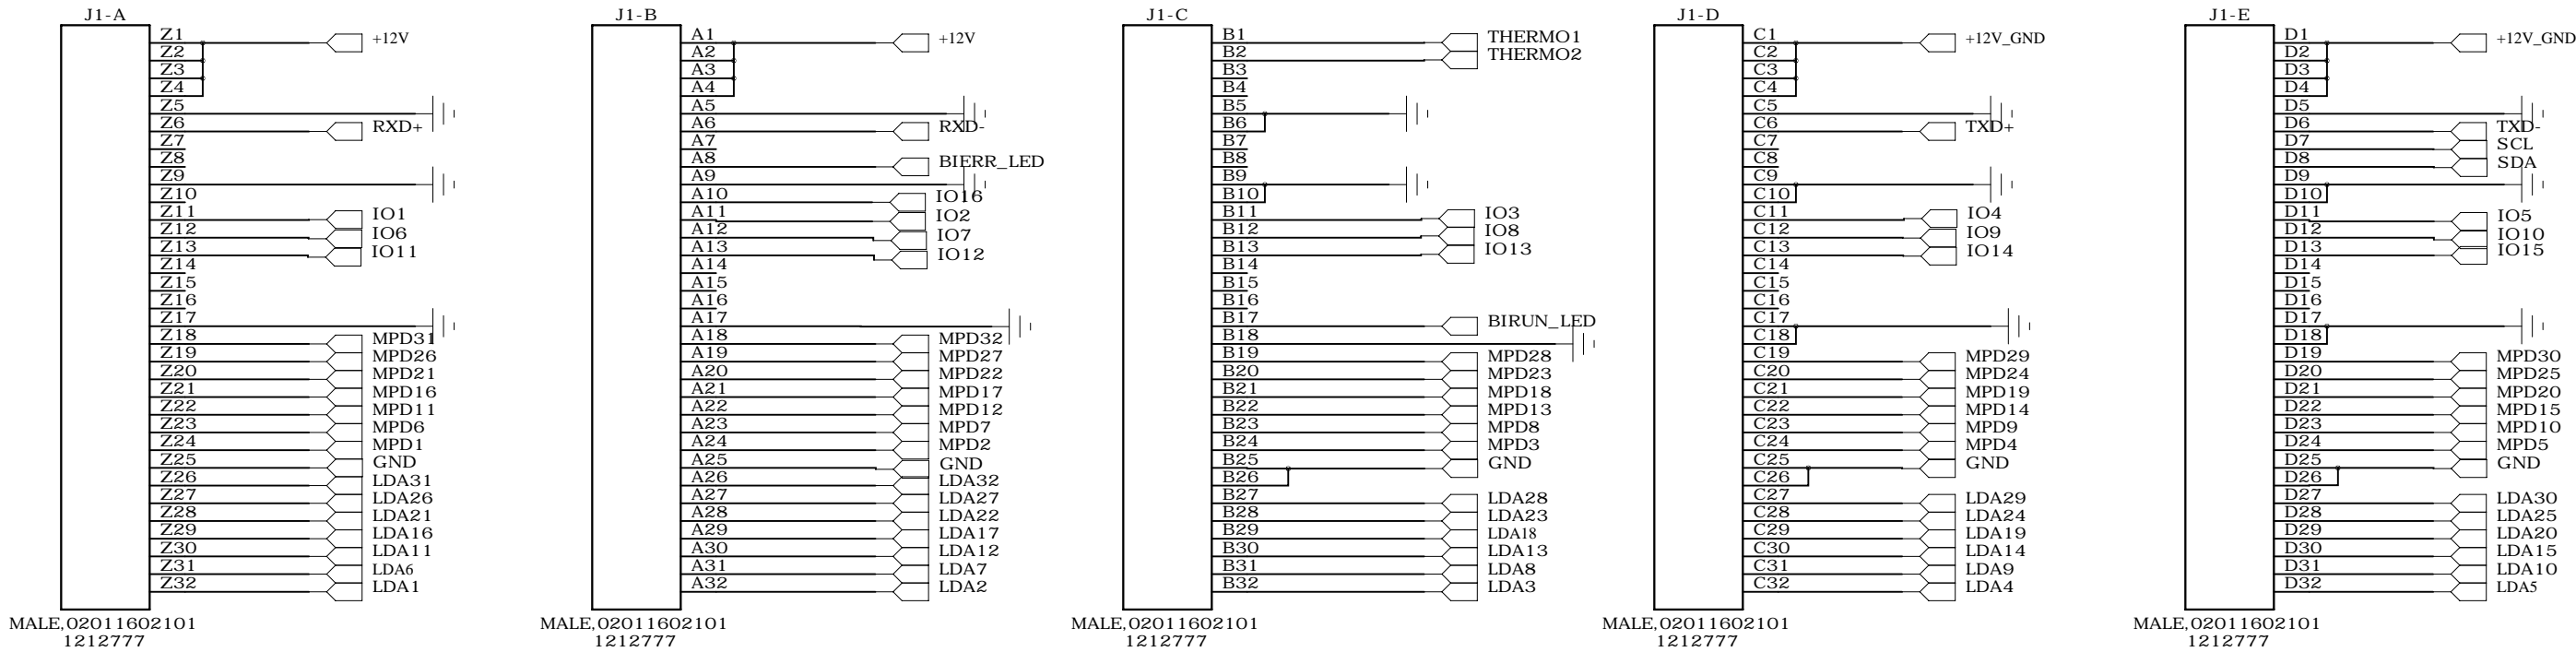 J1-A
Z1 +12V
Z2
Z3
Z4
Z5
Z6 RXD+
Z7
Z8
Z9
Z10
Z11 IO1
Z12 IO6
Z13 IO11
Z14
Z15
Z16
Z17
Z18 MPD31
Z19 MPD26
Z20 MPD21
Z21 MPD16
Z22 MPD11
Z23 MPD6
Z24 MPD1
Z25 GND
Z26 LDA31
Z27 LDA26
Z28 LDA21
Z29 LDA16
Z30 LDA11
Z31 LDA6
Z32 LDA1
MALE,02011602101
1212777
J1-B
A1 +12V
A2
A3
A4
A5
A6 RXD-
A7
A8 BIERR_LED
A9
A10 IO16
A11 IO2
A12 IO7
A13 IO12
A14
A15
A16
A17
A18 MPD32
A19 MPD27
A20 MPD22
A21 MPD17
A22 MPD12
A23 MPD7
A24 MPD2
A25 GND
A26 LDA32
A27 LDA27
A28 LDA22
A29 LDA17
A30 LDA12
A31 LDA7
A32 LDA2
MALE,02011602101
1212777
J1-C
B1 THERMO1
B2 THERMO2
B3
B4
B5
B6
B7
B8
B9
B10
B11 IO3
B12 IO8
B13 IO13
B14
B15
B16
B17 BIRUN_LED
B18
B19 MPD28
B20 MPD23
B21 MPD18
B22 MPD13
B23 MPD8
B24 MPD3
B25 GND
B26
B27 LDA28
B28 LDA23
B29 LDA18
B30 LDA13
B31 LDA8
B32 LDA3
MALE,02011602101
1212777
J1-D
C1 +12V_GND
C2
C3
C4
C5
C6 TXD+
C7
C8
C9
C10
C11 IO4
C12 IO9
C13 IO14
C14
C15
C16
C17
C18
C19 MPD29
C20 MPD24
C21 MPD19
C22 MPD14
C23 MPD9
C24 MPD4
C25 GND
C26
C27 LDA29
C28 LDA24
C29 LDA19
C30 LDA14
C31 LDA9
C32 LDA4
MALE,02011602101
1212777
J1-E
D1 +12V_GND
D2
D3
D4
D5
D6 TXD-
D7 SCL
D8 SDA
D9
D10
D11 IO5
D12 IO10
D13 IO15
D14
D15
D16
D17
D18
D19 MPD30
D20 MPD25
D21 MPD20
D22 MPD15
D23 MPD10
D24 MPD5
D25 GND
D26
D27 LDA30
D28 LDA25
D29 LDA20
D30 LDA15
D31 LDA10
D32 LDA5
MALE,02011602101
1212777